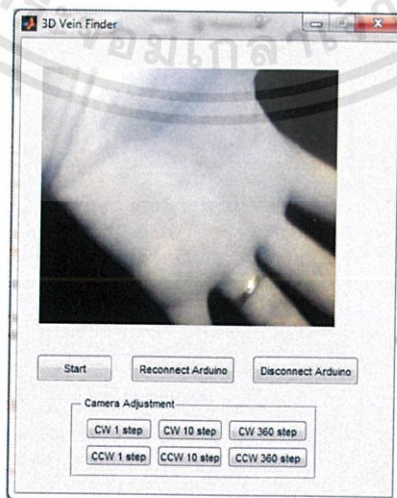 3D Vein Finder
Start Reconnect Arduino Disconnect Arduino
Camera Adjustment
CW 1 step CW 10 step CW 360 step
CCW 1 step CCW 10 step CCW 360 step